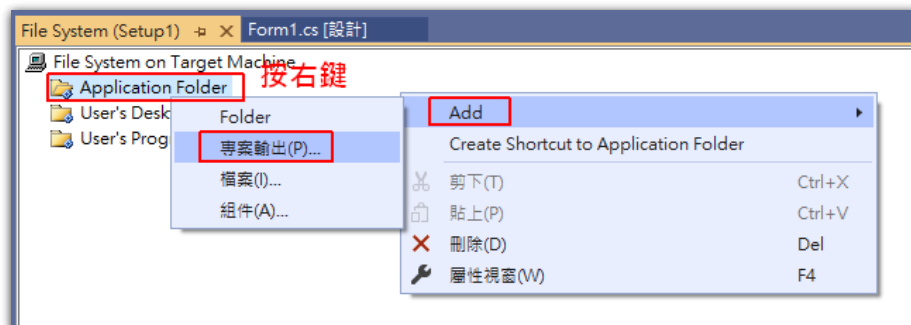 File System (Setup1)
Form1.cs [設計]
File System on Target Machine
按右鍵
Application Folder
User's Desk
User's Prog
Folder
專案輸出(P)...
檔案(I)...
組件(A)...
Add
Create Shortcut to Application Folder
剪下(T) Ctrl+X
貼上(P) Ctrl+V
刪除(D) Del
屬性視窗(W) F4